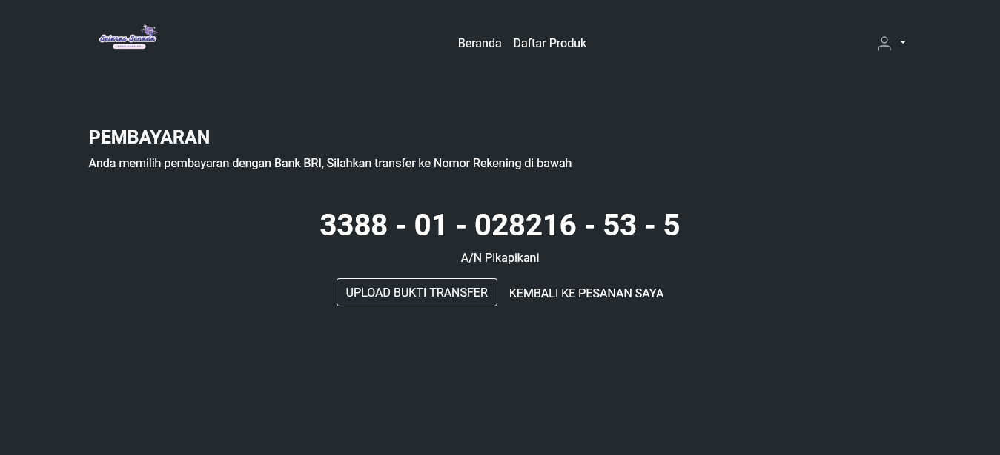 Selaras Senada
TOKO PAKAIAN
Beranda Daftar Produk
PEMBAYARAN
Anda memilih pembayaran dengan Bank BRI, Silahkan transfer ke Nomor Rekening di bawah
3388 - 01 - 028216 - 53 - 5
A/N Pikapikani
UPLOAD BUKTI TRANSFER KEMBALI KE PESANAN SAYA